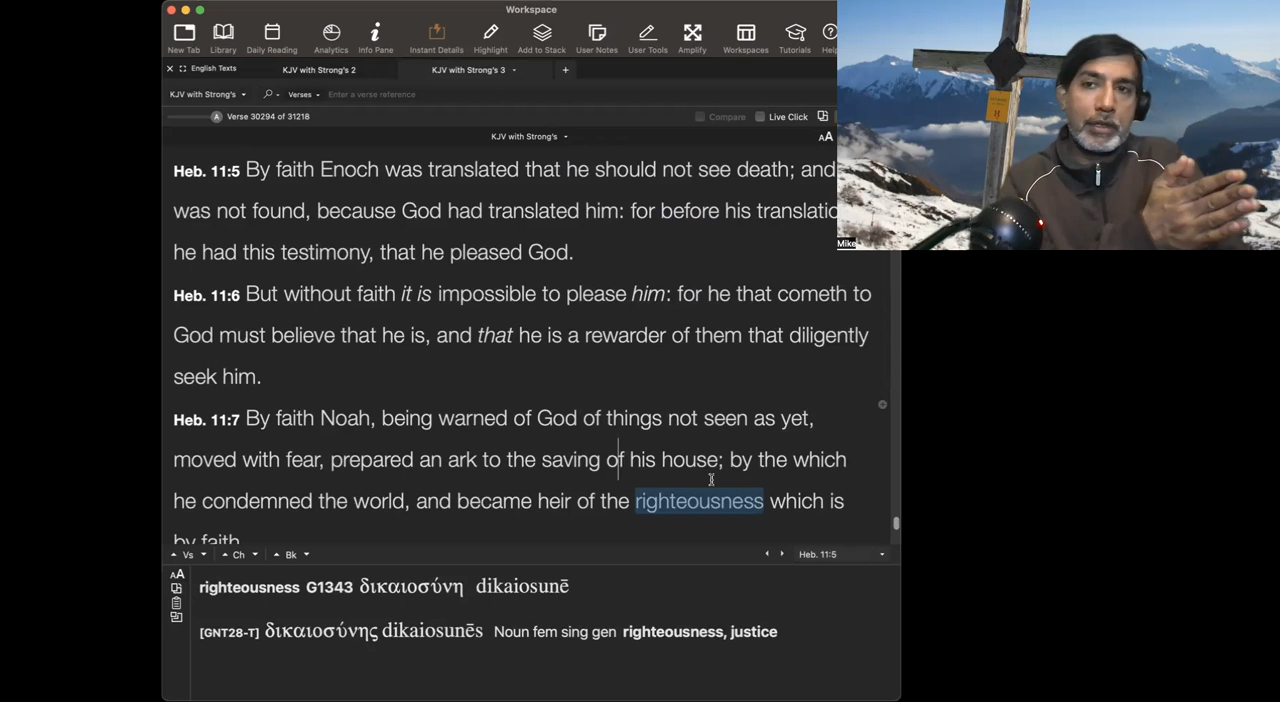 Workspace
New Tab Library Daily Reading Analytics Info Pane Instant Details Highlight Add to Stack User Notes User Tools Amplify Workspaces Tutorials Help
English Texts KJV with Strong's 2 KJV with Strong's 3
KJV with Strong's Verses Enter a verse reference
A Verse 30294 of 31218 Compare Live Click
KJV with Strong's AA
Heb. 11:5 By faith Enoch was translated that he should not see death; and
was not found, because God had translated him: for before his translatio
he had this testimony, that he pleased God.
Heb. 11:6 But without faith it is impossible to please him: for he that cometh to
God must believe that he is, and that he is a rewarder of them that diligently
seek him.
Heb. 11:7 By faith Noah, being warned of God of things not seen as yet,
moved with fear, prepared an ark to the saving of his house; by the which
he condemned the world, and became heir of the righteousness which is
by faith
Vs Ch Bk Heb. 11:5
AA
righteousness G1343 δικαιοσύνη dikaiosunē
[GNT28-T] δικαιοσύνης dikaiosunēs Noun fem sing gen righteousness, justice
Mike